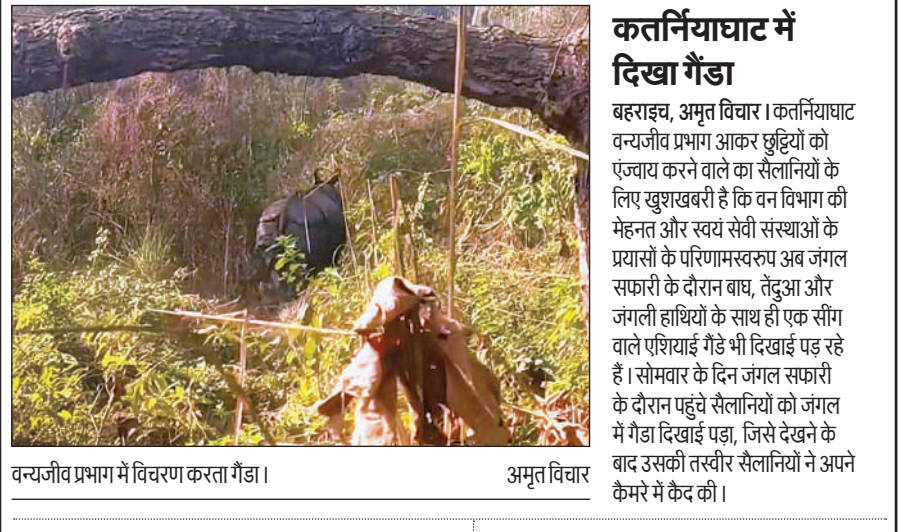 कतर्नियाघाट में
दिखा गैंडा
बहराइच, अमृत विचार। कतर्नियाघाट
वन्यजीव प्रभाग आकर छुट्टियों को
एंज्वाय करने वाले का सैलानियों के
लिए खुशखबरी है कि वन विभाग की
मेहनत और स्वयं सेवी संस्थाओं के
प्रयासों के परिणामस्वरुप अब जंगल
सफारी के दौरान बाघ, तेंदुआ और
जंगली हाथियों के साथ ही एक सींग
वाले एशियाई गैंडे भी दिखाई पड़ रहे
हैं। सोमवार के दिन जंगल सफारी
के दौरान पहुंचे सैलानियों को जंगल
में गैडा दिखाई पड़ा, जिसे देखने के
बाद उसकी तस्वीर सैलानियों ने अपने
कैमरे में कैद की।
वन्यजीव प्रभाग में विचरण करता गैंडा। अमृत विचार